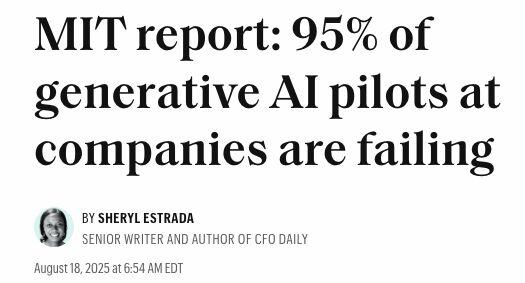 MIT report: 95% of
generative AI pilots at
companies are failing
BY SHERYL ESTRADA
SENIOR WRITER AND AUTHOR OF CFO DAILY
August 18, 2025 at 6:54 AM EDT